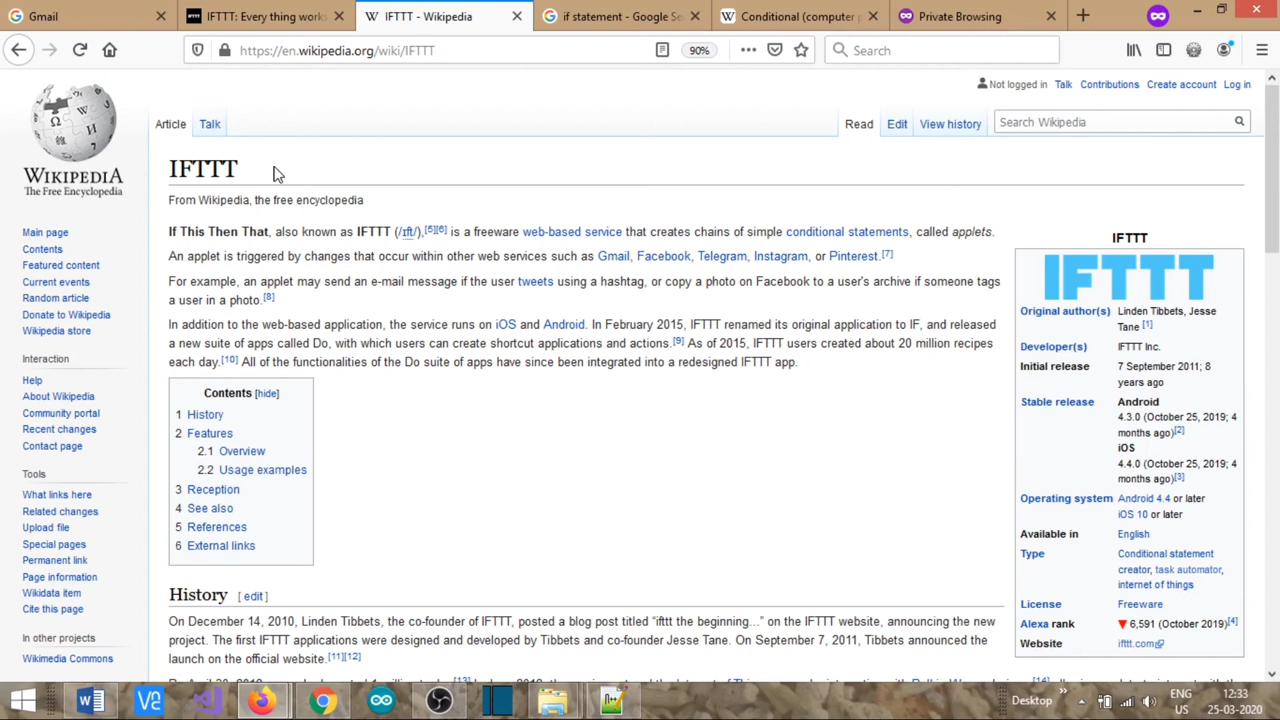 Gmail
IFTTT: Every thing works
IFTTT - Wikipedia
if statement - Google Se
Conditional (computer p
Private Browsing
https://en.wikipedia.org/wiki/IFTTT
90%
Search
Not logged in Talk Contributions Create account Log in
Article Talk
Read Edit View history
Search Wikipedia
WIKIPEDIA
The Free Encyclopedia
IFTTT
From Wikipedia, the free encyclopedia
If This Then That, also known as IFTTT (/ɪft/),[5][6] is a freeware web-based service that creates chains of simple conditional statements, called applets.
An applet is triggered by changes that occur within other web services such as Gmail, Facebook, Telegram, Instagram, or Pinterest.[7]
For example, an applet may send an e-mail message if the user tweets using a hashtag, or copy a photo on Facebook to a user's archive if someone tags
a user in a photo.[8]
In addition to the web-based application, the service runs on iOS and Android. In February 2015, IFTTT renamed its original application to IF, and released
a new suite of apps called Do, with which users can create shortcut applications and actions.[9] As of 2015, IFTTT users created about 20 million recipes
each day.[10] All of the functionalities of the Do suite of apps have since been integrated into a redesigned IFTTT app.
Contents [hide]
1 History
2 Features
2.1 Overview
2.2 Usage examples
3 Reception
4 See also
5 References
6 External links
History [ edit ]
On December 14, 2010, Linden Tibbets, the co-founder of IFTTT, posted a blog post titled “ifttt the beginning...” on the IFTTT website, announcing the new
project. The first IFTTT applications were designed and developed by Tibbets and co-founder Jesse Tane. On September 7, 2011, Tibbets announced the
launch on the official website.[11][12]
Main page
Contents
Featured content
Current events
Random article
Donate to Wikipedia
Wikipedia store
Interaction
Help
About Wikipedia
Community portal
Recent changes
Contact page
Tools
What links here
Related changes
Upload file
Special pages
Permanent link
Page information
Wikidata item
Cite this page
In other projects
Wikimedia Commons
IFTTT
IFTTT
Original author(s) Linden Tibbets, Jesse
Tane [1]
Developer(s) IFTTT Inc.
Initial release 7 September 2011; 8
years ago
Stable release Android
4.3.0 (October 25, 2019; 4
months ago)[2]
iOS
4.4.0 (October 25, 2019; 4
months ago)[3]
Operating system Android 4.4 or later
iOS 10 or later
Available in English
Type Conditional statement
creator, task automator,
internet of things
License Freeware
Alexa rank 6,591 (October 2019)[4]
Website ifttt.com
Desktop
ENG
US
12:33
25-03-2020